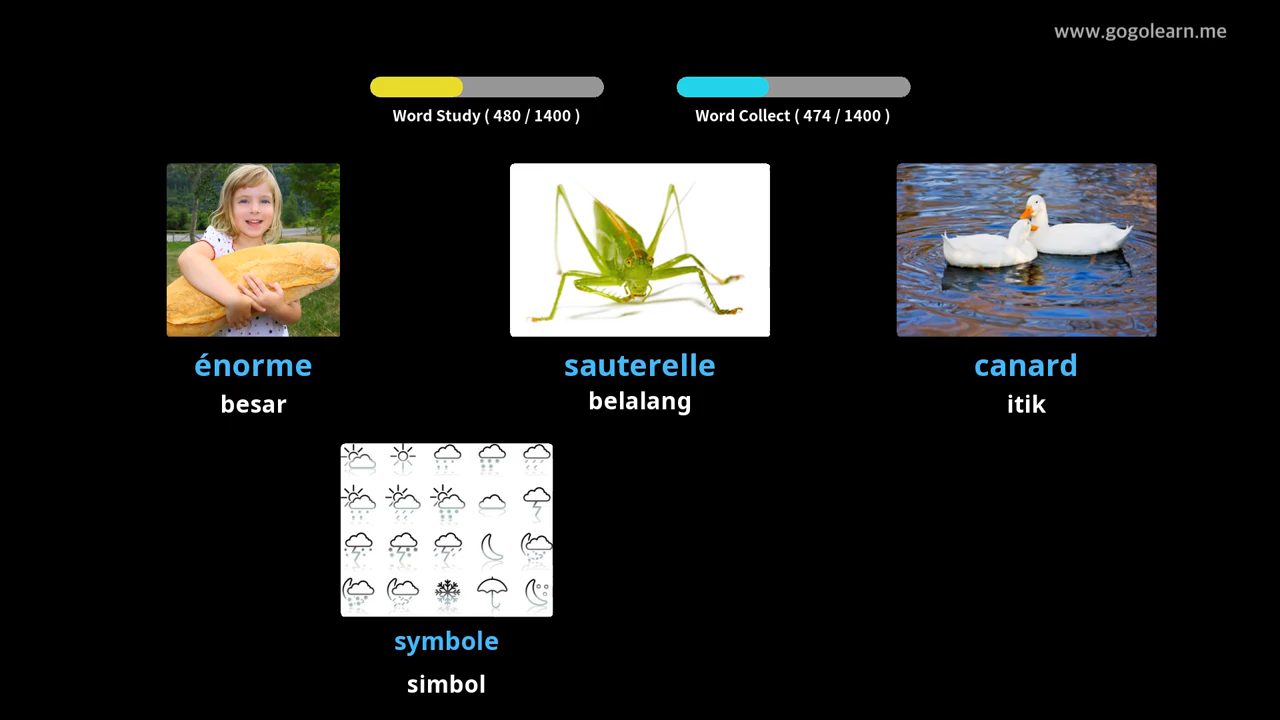 www.gogolearn.me
Word Study ( 480 / 1400 )
Word Collect ( 474 / 1400 )
énorme
sauterelle
canard
besar
belalang
itik
symbole
simbol